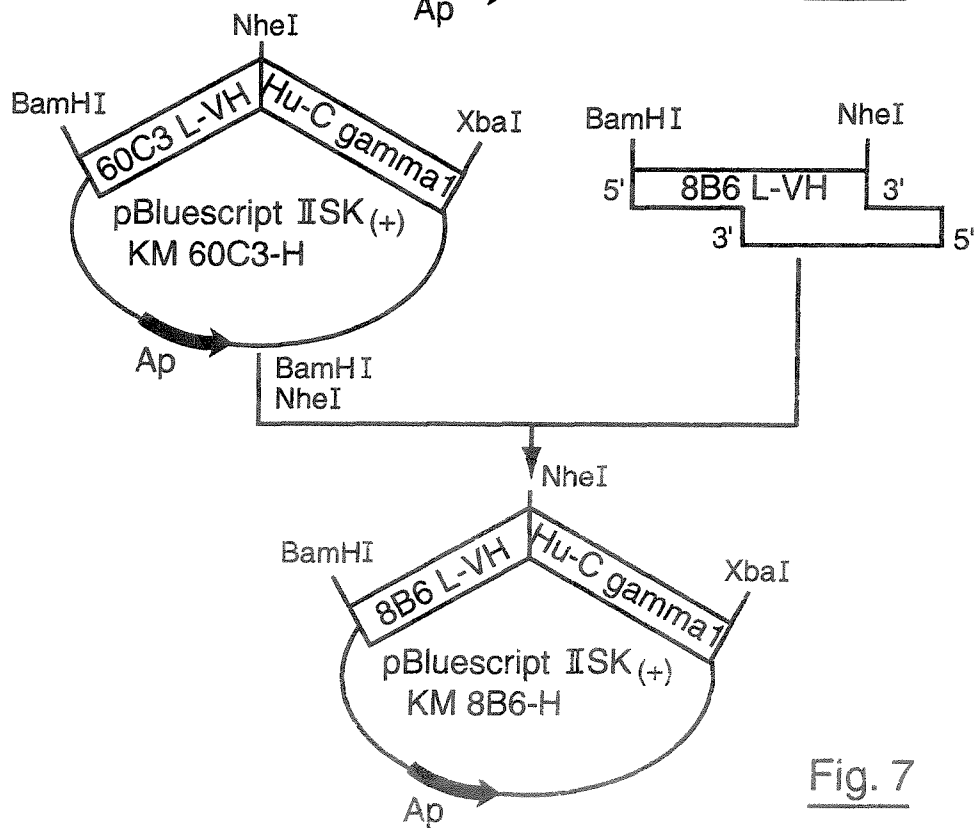 Ap
NheI
BamHI
60C3 L-VH
Hu-C gamma1
XbaI
pBluescript IISK(+)
KM 60C3-H
Ap
BamHI
NheI
BamHI
NheI
5'
8B6 L-VH
3'
3'
5'
NheI
BamHI
8B6 L-VH
Hu-C gamma1
XbaI
pBluescript IISK(+)
KM 8B6-H
Ap
Fig. 7